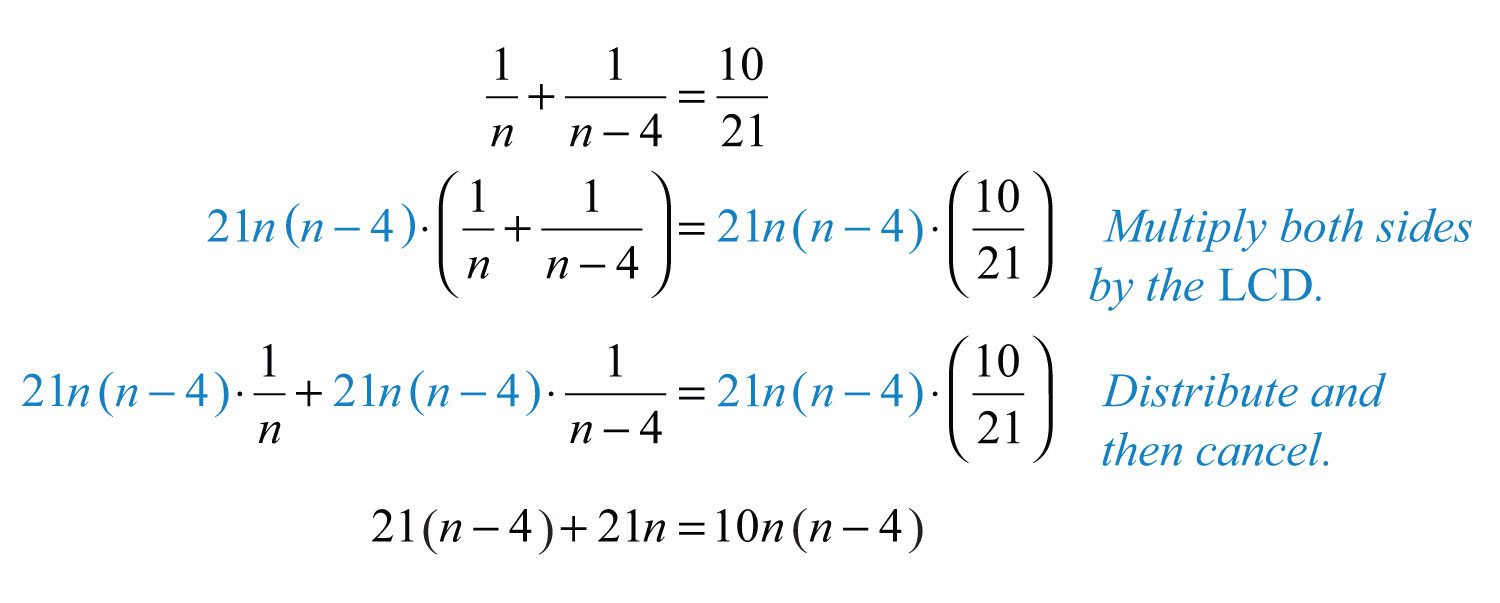 1/n + 1/(n − 4) = 10/21
21n(n − 4) · (1/n + 1/(n − 4)) = 21n(n − 4) · (10/21) Multiply both sides
by the LCD.
21n(n − 4) · 1/n + 21n(n − 4) · 1/(n − 4) = 21n(n − 4) · (10/21) Distribute and
then cancel.
21(n − 4) + 21n = 10n(n − 4)